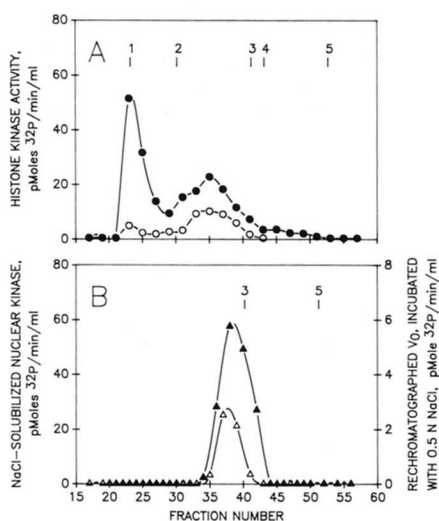 A
1 2 3 4 5
HISTONE KINASE ACTIVITY,
pMoles 32P/min/ml
80
60
40
20
0
B
3 5
NaCl-SOLUBILIZED NUCLEAR KINASE,
pMoles 32P/min/ml
80
60
40
20
0
8
6
4
2
0
RECHROMATOGRAPHED V0, INCUBATED
WITH 0.5 N NaCl, pMole 32P/min/ml
15 20 25 30 35 40 45 50 55 60
FRACTION NUMBER